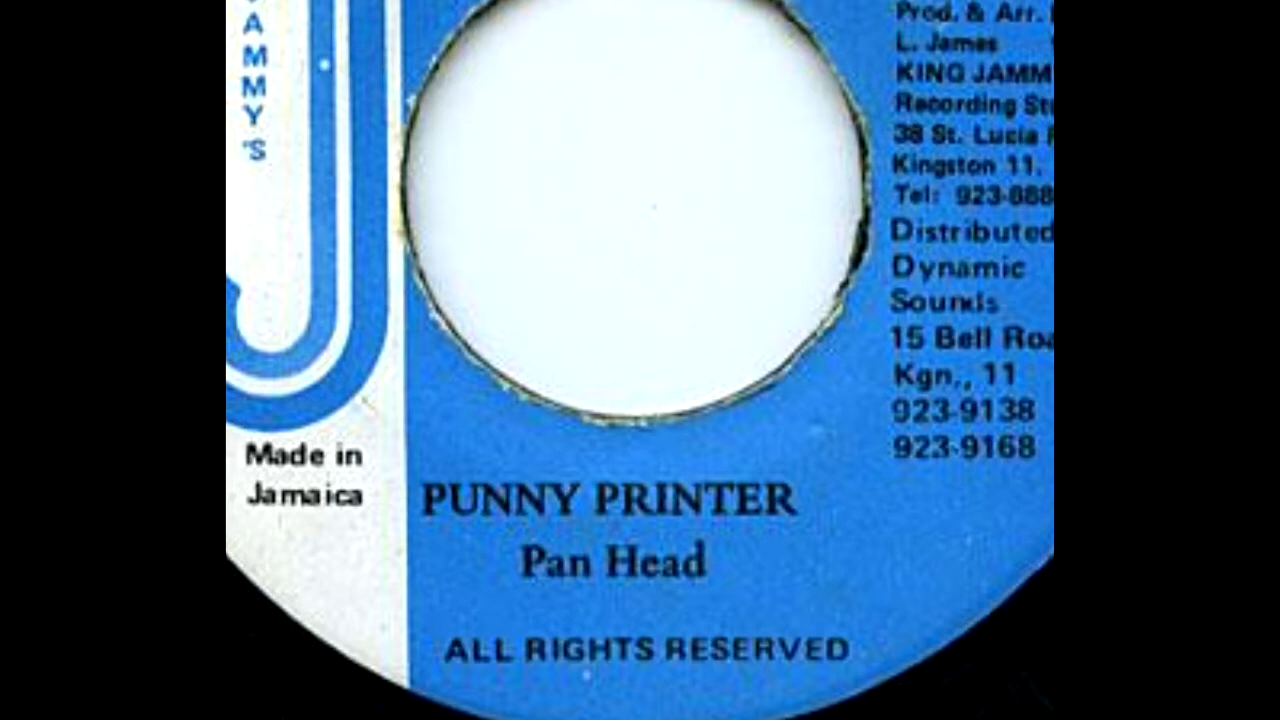 AMMY'S
Made in
Jamaica
Prod. & Arr.
L. James
KING JAMM
Recording
38 St. Lucia
Kingston 11.
Tel: 923-888
Distributed
Dynamic
Sounds
15 Bell Roa
Kgn,, 11
923-9138
923-9168
PUNNY PRINTER
Pan Head
ALL RIGHTS RESERVED